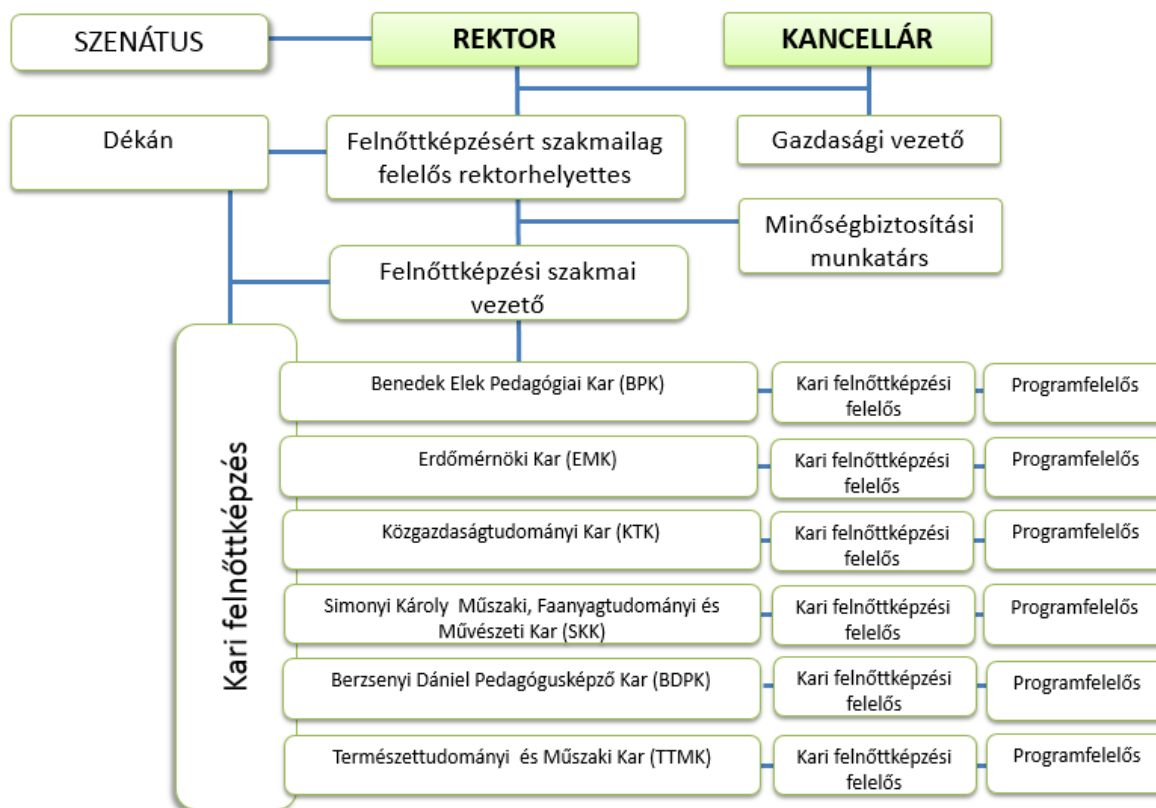 SZENÁTUS
REKTOR
KANCELLÁR
Dékán
Felnőttképzésért szakmailag
felelős rektorhelyettes
Gazdasági vezető
Minőségbiztosítási
munkatárs
Felnőttképzési szakmai
vezető
Kari felnőttképzés
Benedek Elek Pedagógiai Kar (BPK)
Kari felnőttképzési
felelős
Programfelelős
Erdőmérnöki Kar (EMK)
Kari felnőttképzési
felelős
Programfelelős
Közgazdaságtudományi Kar (KTK)
Kari felnőttképzési
felelős
Programfelelős
Simonyi Károly Műszaki, Faanyagtudományi és
Művészeti Kar (SKK)
Kari felnőttképzési
felelős
Programfelelős
Berzsenyi Dániel Pedagógusképző Kar (BDPK)
Kari felnőttképzési
felelős
Programfelelős
Természettudományi és Műszaki Kar (TTMK)
Kari felnőttképzési
felelős
Programfelelős